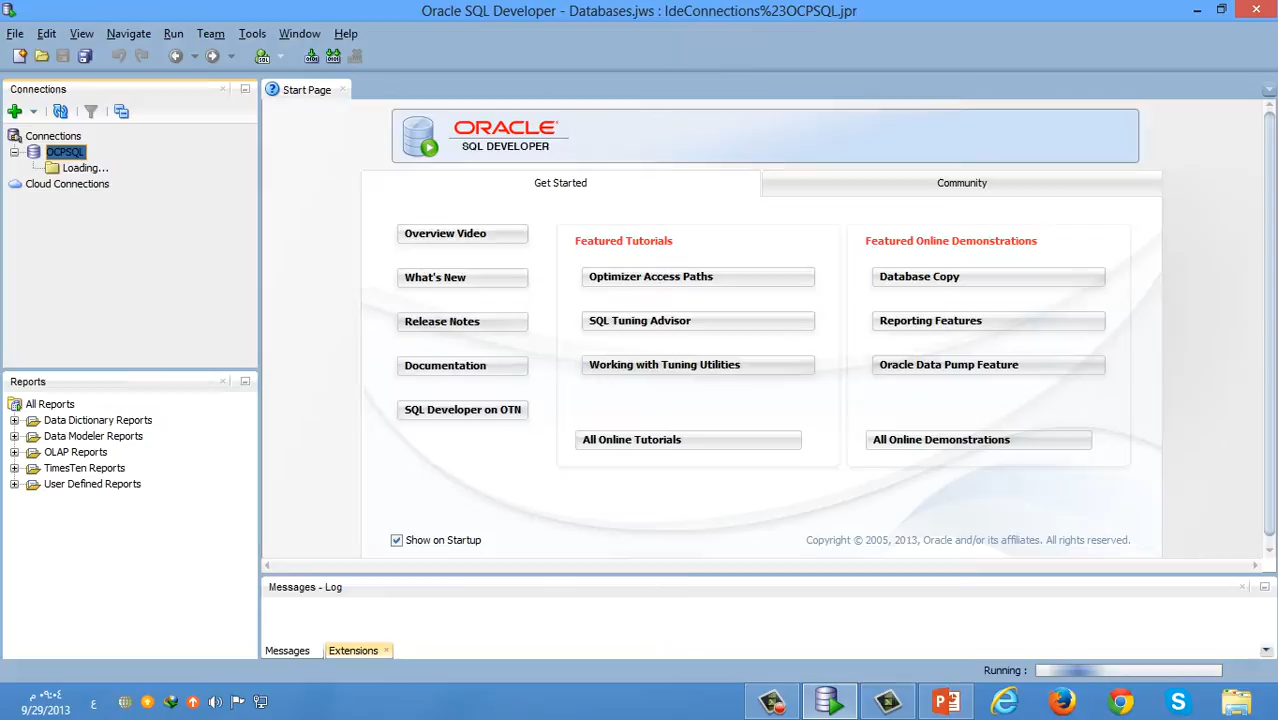 Oracle SQL Developer - Databases.jws : IdeConnections%23OCPSQL.jpr
File Edit View Navigate Run Team Tools Window Help
Connections
Connections
OCPSQL
Loading...
Cloud Connections
Reports
All Reports
Data Dictionary Reports
Data Modeler Reports
OLAP Reports
TimesTen Reports
User Defined Reports
Start Page
ORACLE
SQL DEVELOPER
Get Started
Community
Overview Video
What's New
Release Notes
Documentation
SQL Developer on OTN
Featured Tutorials
Optimizer Access Paths
SQL Tuning Advisor
Working with Tuning Utilities
All Online Tutorials
Featured Online Demonstrations
Database Copy
Reporting Features
Oracle Data Pump Feature
All Online Demonstrations
Show on Startup
Copyright © 2005, 2013, Oracle and/or its affiliates. All rights reserved.
Messages - Log
Messages
Extensions
Running :
م ٠٩:٠٤
9/29/2013
ع